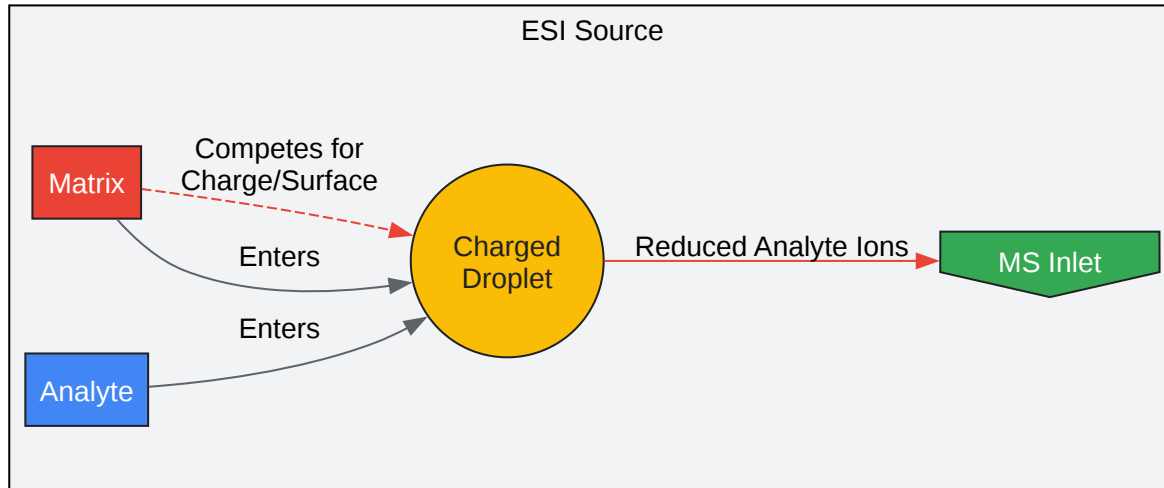 ESI Source
Competes for
Charge/Surface
Matrix
Enters
Charged
Droplet
Reduced Analyte Ions
MS Inlet
Enters
Analyte